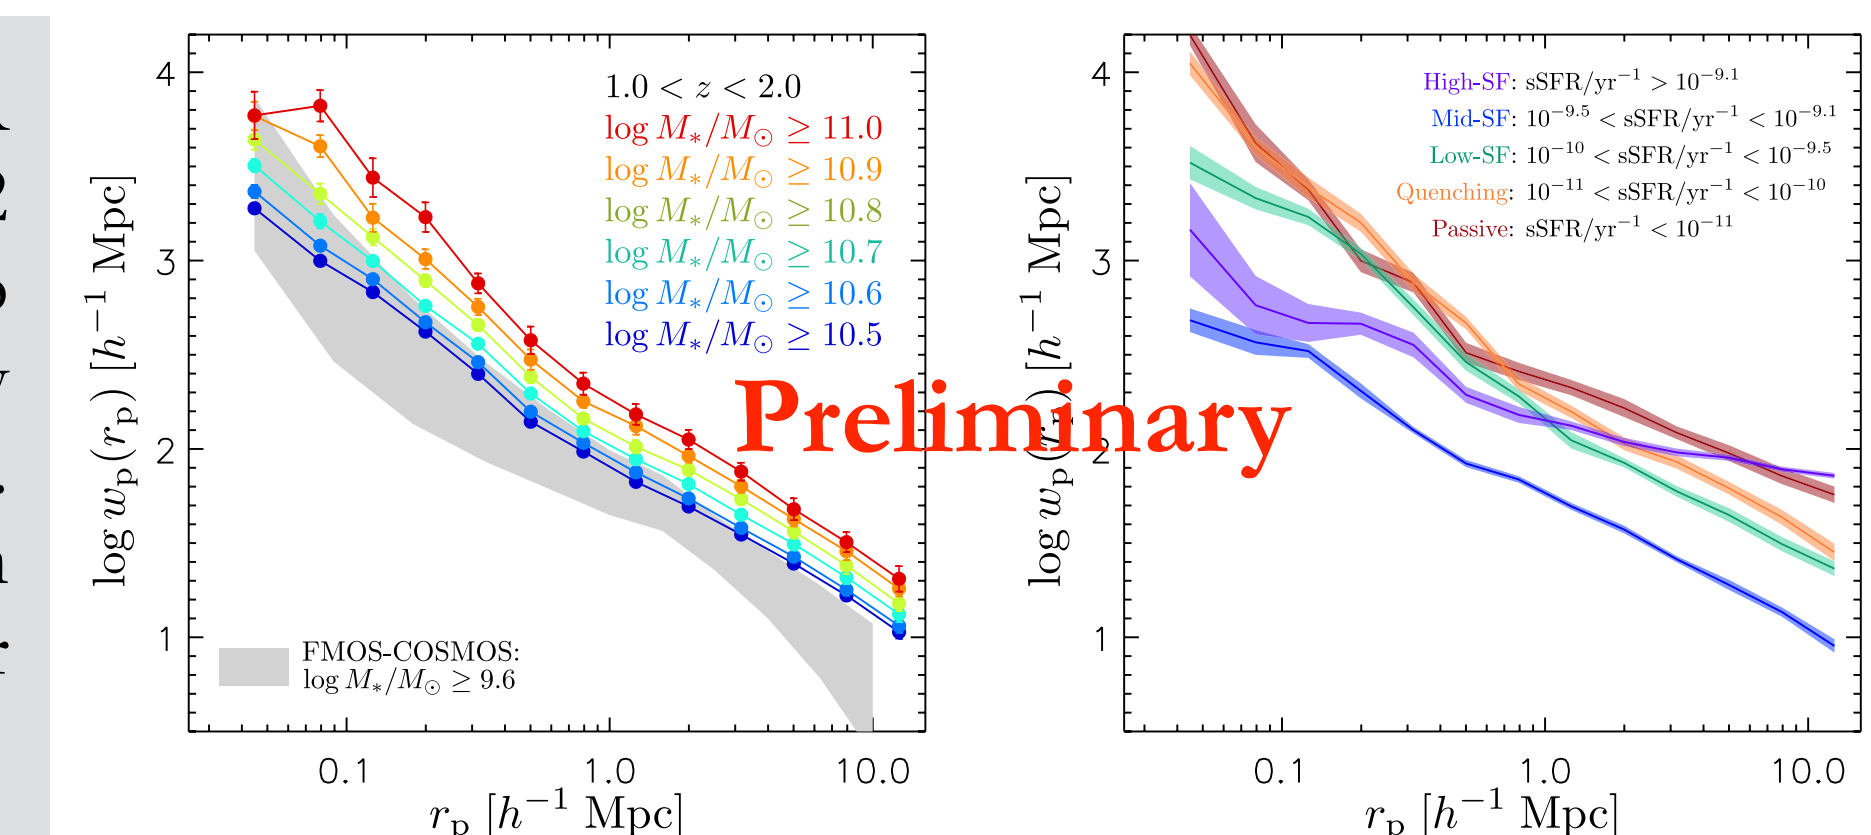 4
3
2
1
0.1
1.0
10.0
log w_p(r_p) [h^{-1} Mpc]
r_p [h^{-1} Mpc]
1.0 < z < 2.0
log M_*/M_⊙ ≥ 11.0
log M_*/M_⊙ ≥ 10.9
log M_*/M_⊙ ≥ 10.8
log M_*/M_⊙ ≥ 10.7
log M_*/M_⊙ ≥ 10.6
log M_*/M_⊙ ≥ 10.5
FMOS-COSMOS:
log M_*/M_⊙ ≥ 9.6
Preliminary
4
3
2
1
0.1
1.0
10.0
log w_p(r_p) [h^{-1} Mpc]
r_p [h^{-1} Mpc]
High-SF: sSFR/yr^{-1} > 10^{-9.1}
Mid-SF: 10^{-9.5} < sSFR/yr^{-1} < 10^{-9.1}
Low-SF: 10^{-10} < sSFR/yr^{-1} < 10^{-9.5}
Quenching: 10^{-11} < sSFR/yr^{-1} < 10^{-10}
Passive: sSFR/yr^{-1} < 10^{-11}